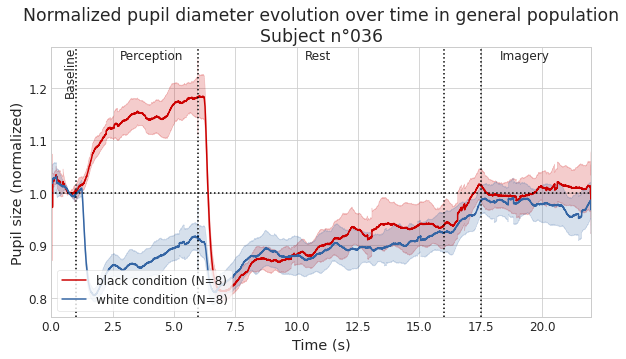 Normalized pupil diameter evolution over time in general population
Subject n°036
Baseline
Perception
Rest
Imagery
Pupil size (normalized)
1.2
1.1
1.0
0.9
0.8
black condition (N=8)
white condition (N=8)
0.0 2.5 5.0 7.5 10.0 12.5 15.0 17.5 20.0
Time (s)